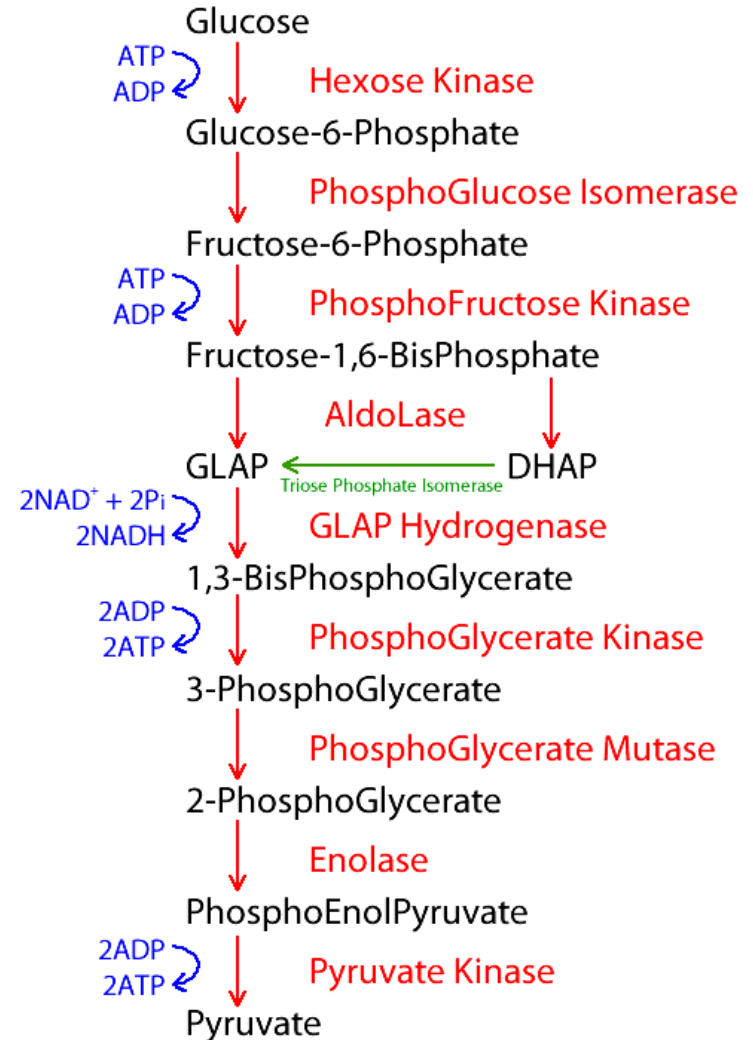 Glucose
ATP
ADP
Hexose Kinase
Glucose-6-Phosphate
PhosphoGlucose Isomerase
Fructose-6-Phosphate
ATP
ADP
PhosphoFructose Kinase
Fructose-1,6-BisPhosphate
AldoLase
GLAP
DHAP
Triose Phosphate Isomerase
2NAD⁺ + 2Pi
2NADH
GLAP Hydrogenase
1,3-BisPhosphoGlycerate
2ADP
2ATP
PhosphoGlycerate Kinase
3-PhosphoGlycerate
PhosphoGlycerate Mutase
2-PhosphoGlycerate
Enolase
PhosphoEnolPyruvate
2ADP
2ATP
Pyruvate Kinase
Pyruvate